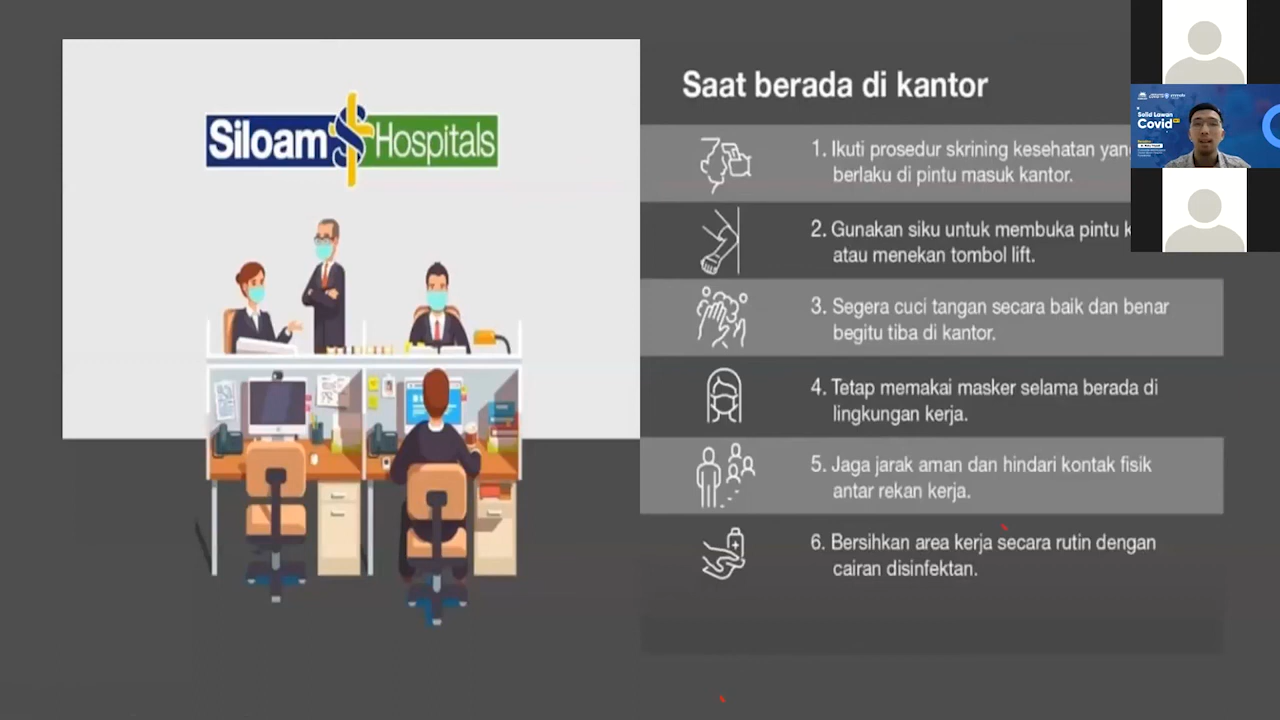 Siloam Hospitals
Saat berada di kantor
1. Ikuti prosedur skrining kesehatan yang
berlaku di pintu masuk kantor.
2. Gunakan siku untuk membuka pintu
atau menekan tombol lift.
3. Segera cuci tangan secara baik dan benar
begitu tiba di kantor.
4. Tetap memakai masker selama berada di
lingkungan kerja.
5. Jaga jarak aman dan hindari kontak fisik
antar rekan kerja.
6. Bersihkan area kerja secara rutin dengan
cairan disinfektan.
Solid Lawan
Covid